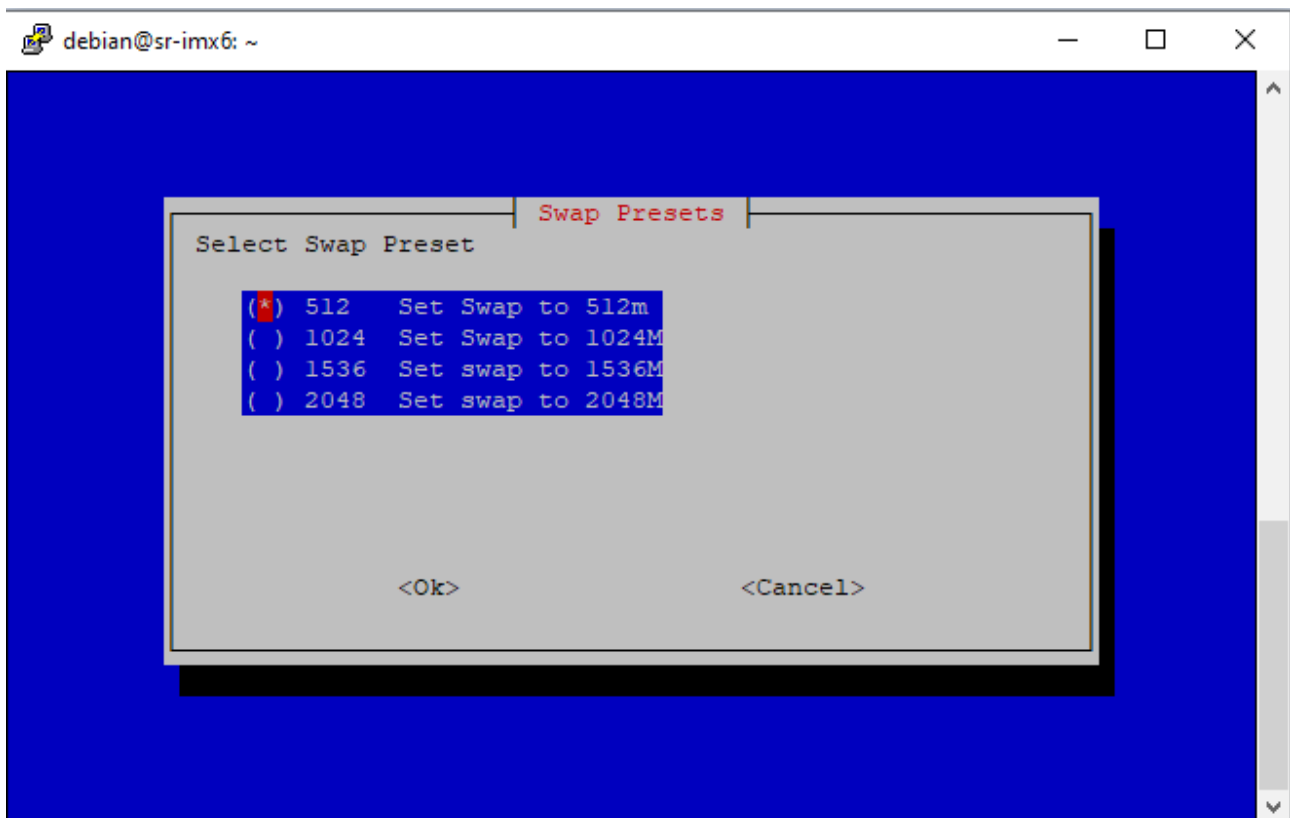 debian@sr-imx6: ~
Swap Presets
Select Swap Preset
(*) 512 Set Swap to 512m
( ) 1024 Set Swap to 1024M
( ) 1536 Set swap to 1536M
( ) 2048 Set swap to 2048M
<Ok> <Cancel>